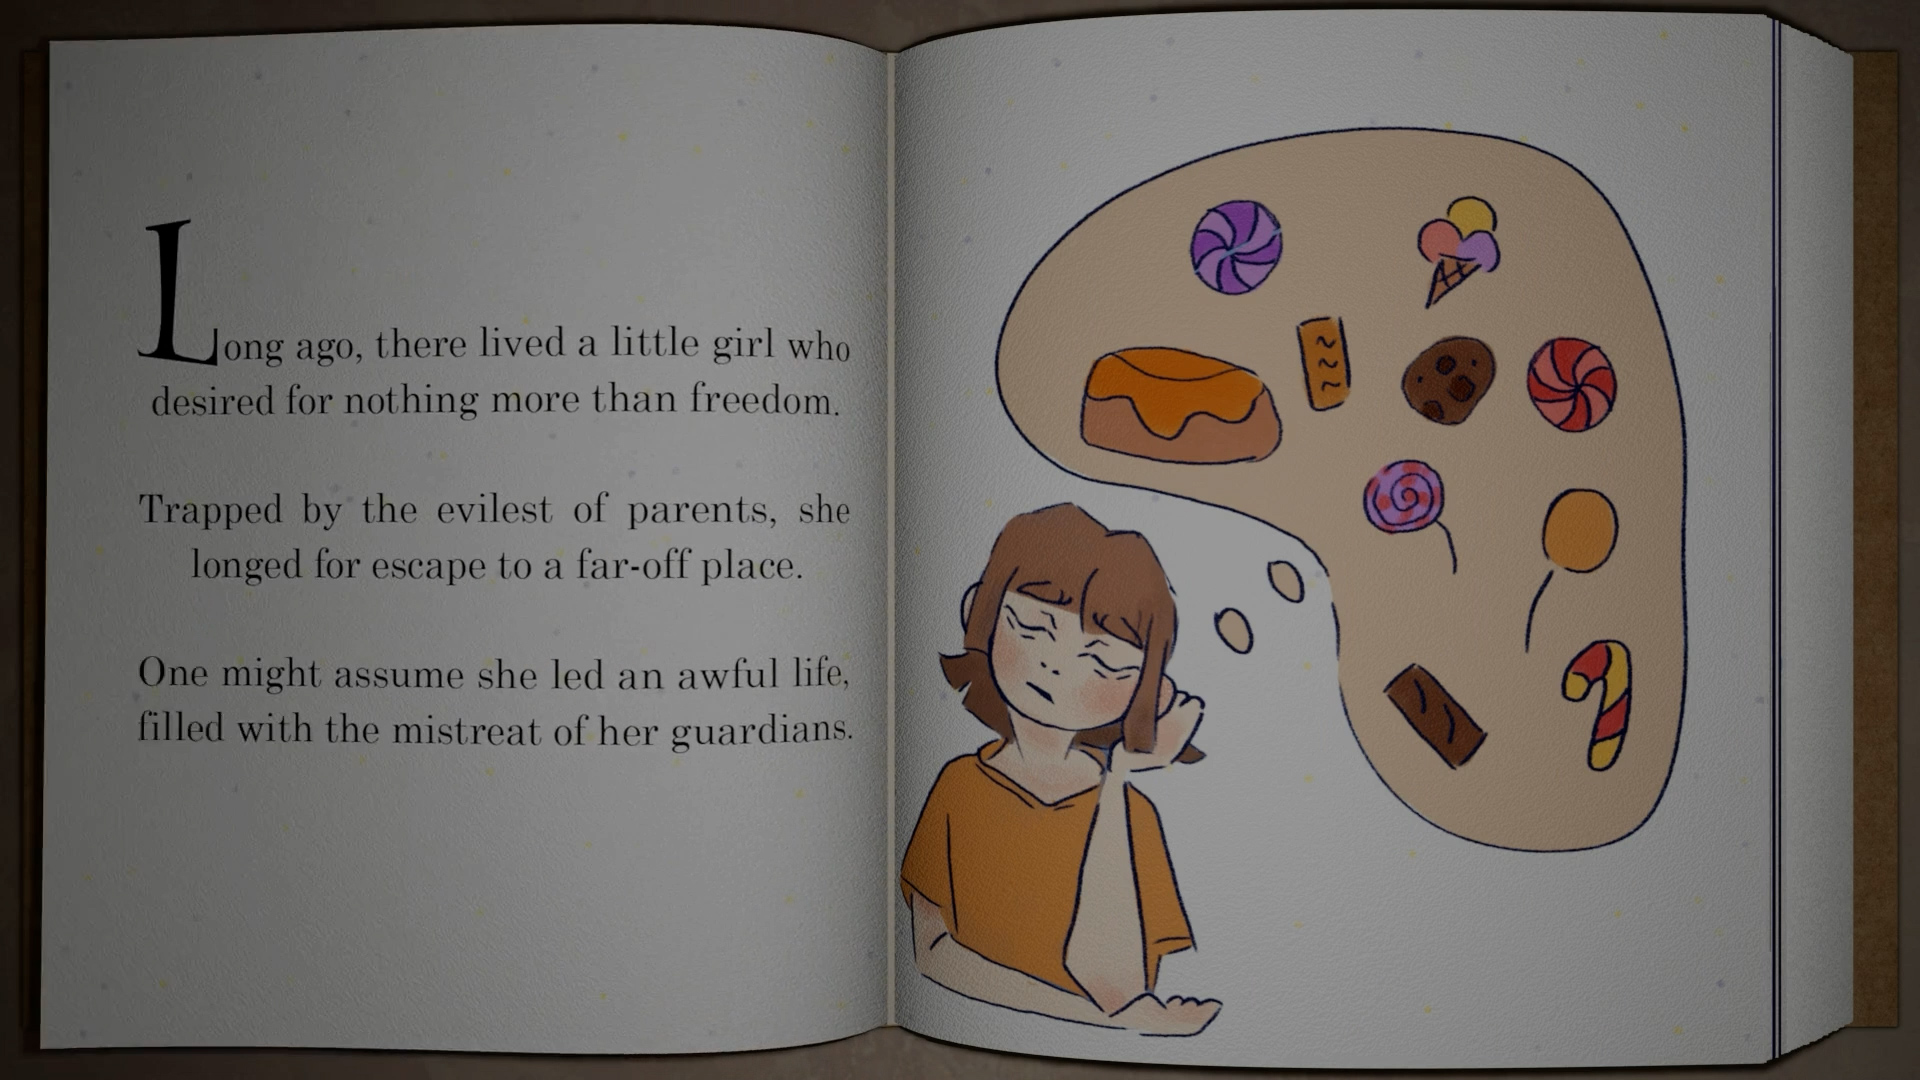 Long ago, there lived a little girl who
desired for nothing more than freedom.
Trapped by the evilest of parents, she
longed for escape to a far-off place.
One might assume she led an awful life,
filled with the mistreat of her guardians.